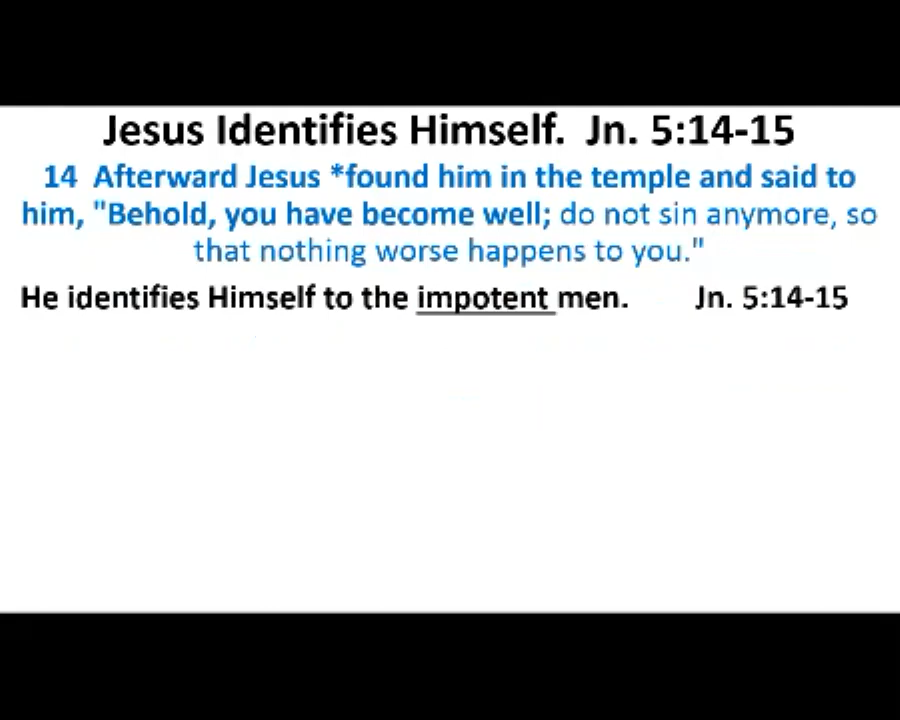 Jesus Identifies Himself.  Jn. 5:14-15
14  Afterward Jesus *found him in the temple and said to
him, "Behold, you have become well; do not sin anymore, so
that nothing worse happens to you."
He identifies Himself to the impotent men.  Jn. 5:14-15